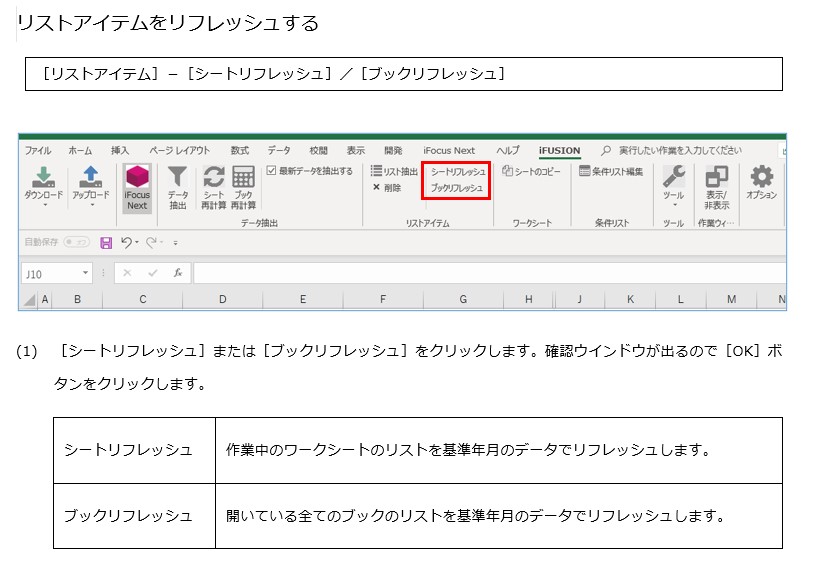 リストアイテムをリフレッシュする
［リストアイテム］－［シートリフレッシュ］／［ブックリフレッシュ］
ファイル ホーム 挿入 ページ レイアウト 数式 データ 校閲 表示 開発 iFocus Next ヘルプ iFUSION 実行したい作業を入力してください
ダウンロード アップロード iFocus Next データ 抽出 シート 再計算 ブック 再計算 最新データを抽出する リスト抽出 削除 シートリフレッシュ ブックリフレッシュ シートのコピー 条件リスト編集 ツール 表示/ 非表示 オプション
データ抽出 リストアイテム ワークシート 条件リスト ツール 作業ウィ…
自動保存 オフ
J10 fx
A B C D E F G H J K L M N
(1) ［シートリフレッシュ］または［ブックリフレッシュ］をクリックします。確認ウインドウが出るので［OK］ボ
タンをクリックします。
シートリフレッシュ 作業中のワークシートのリストを基準年月のデータでリフレッシュします。
ブックリフレッシュ 開いている全てのブックのリストを基準年月のデータでリフレッシュします。